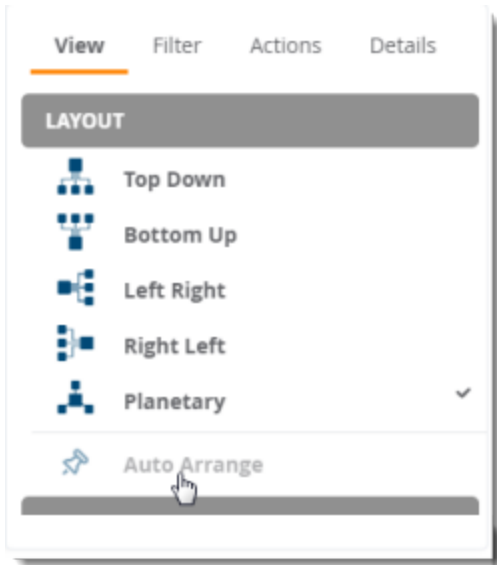 View Filter Actions Details
LAYOUT
Top Down
Bottom Up
Left Right
Right Left
Planetary
Auto Arrange